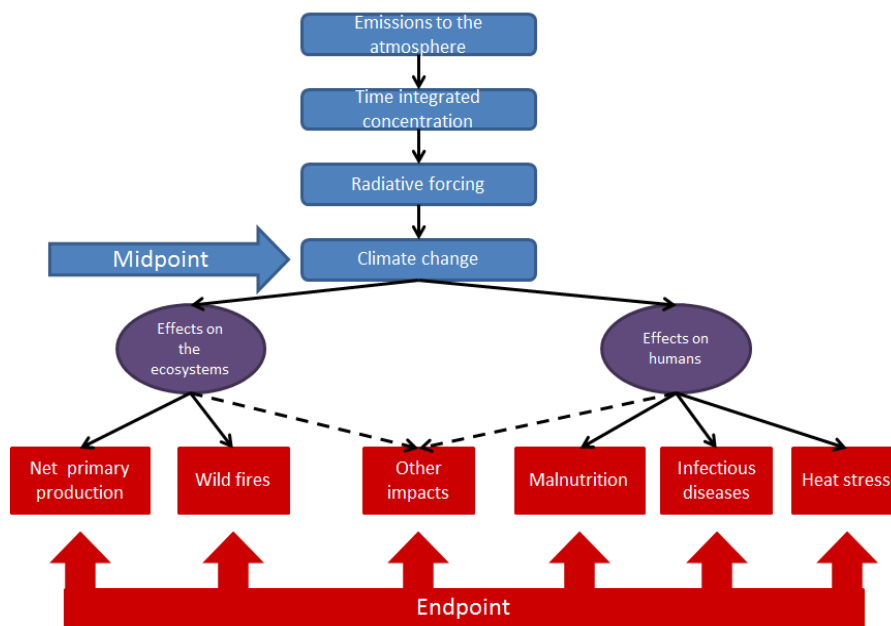 Emissions to the
atmosphere
Time integrated
concentration
Radiative forcing
Midpoint
Climate change
Effects on
the
ecosystems
Effects on
humans
Net primary
production
Wild fires
Other
impacts
Malnutrition
Infectious
diseases
Heat stress
Endpoint